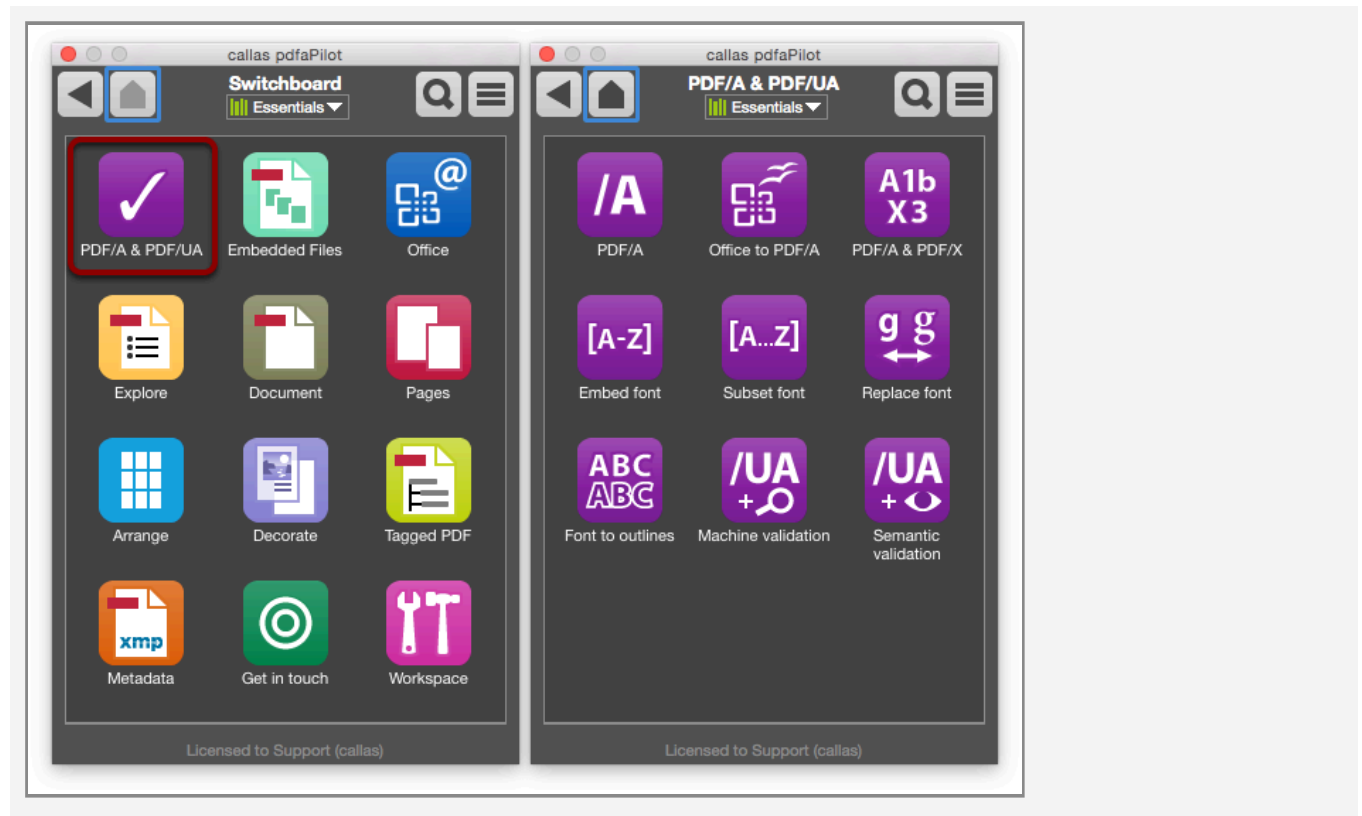 callas pdfaPilot
Switchboard
Essentials
PDF/A & PDF/UA
Embedded Files
@
Office
Explore
Document
Pages
Arrange
Decorate
Tagged PDF
xmp
Metadata
Get in touch
Workspace
Licensed to Support (callas)
callas pdfaPilot
PDF/A & PDF/UA
Essentials
/A
PDF/A
Office to PDF/A
A1b
X3
PDF/A & PDF/X
[A-Z]
Embed font
[A...Z]
Subset font
g g
Replace font
ABC
ABC
Font to outlines
/UA
+
Machine validation
/UA
+
Semantic
validation
Licensed to Support (callas)